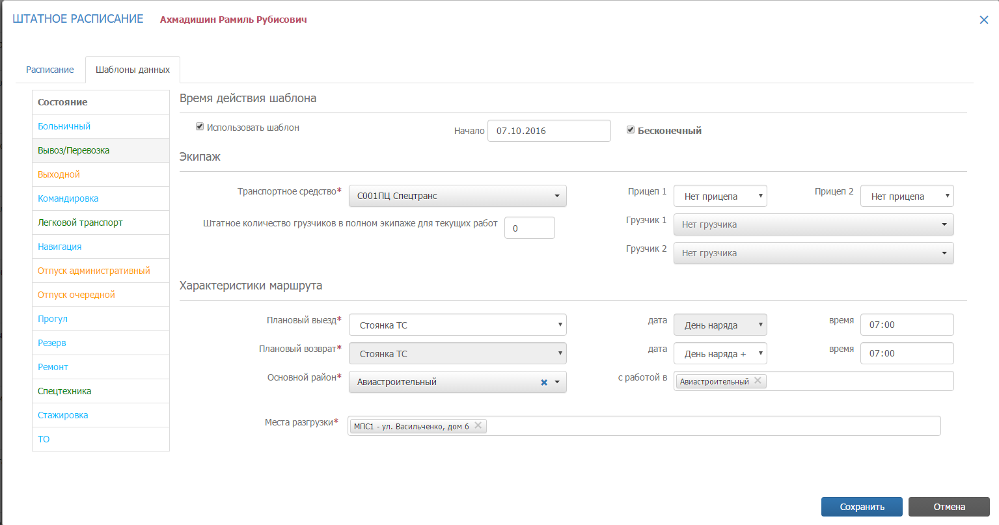 ШТАТНОЕ РАСПИСАНИЕ Ахмадишин Рамиль Рубисович
Расписание Шаблоны данных
Состояние
Больничный
Вывоз/Перевозка
Выходной
Командировка
Легковой транспорт
Навигация
Отпуск административный
Отпуск очередной
Прогул
Резерв
Ремонт
Спецтехника
Стажировка
ТО
Время действия шаблона
Использовать шаблон Начало 07.10.2016 Бесконечный
Экипаж
Транспортное средство* С001ПЦ Спецтранс Прицеп 1 Нет прицепа Прицеп 2 Нет прицепа
Штатное количество грузчиков в полном экипаже для текущих работ 0 Грузчик 1 Нет грузчика
Грузчик 2 Нет грузчика
Характеристики маршрута
Плановый выезд* Стоянка ТС дата День наряда время 07:00
Плановый возврат* Стоянка ТС дата День наряда + время 07:00
Основной район* Авиастроительный с работой в Авиастроительный
Места разгрузки* МПС1 - ул. Васильченко, дом 6
Сохранить Отмена